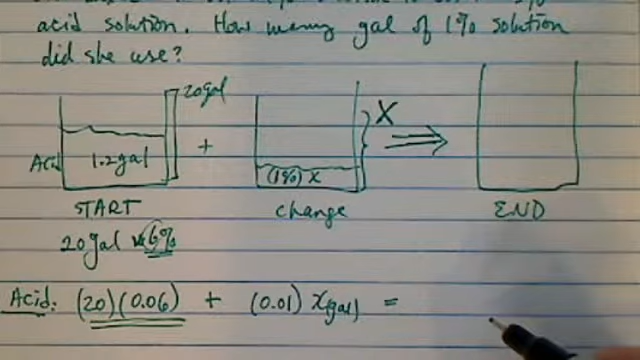 acid solution. How many gal of 1% solution
did she use?
20gal
X
Acid 1.2gal + (1%) x
START change END
20gal 6%
Acid: (20)(0.06) + (0.01) x(gal) =